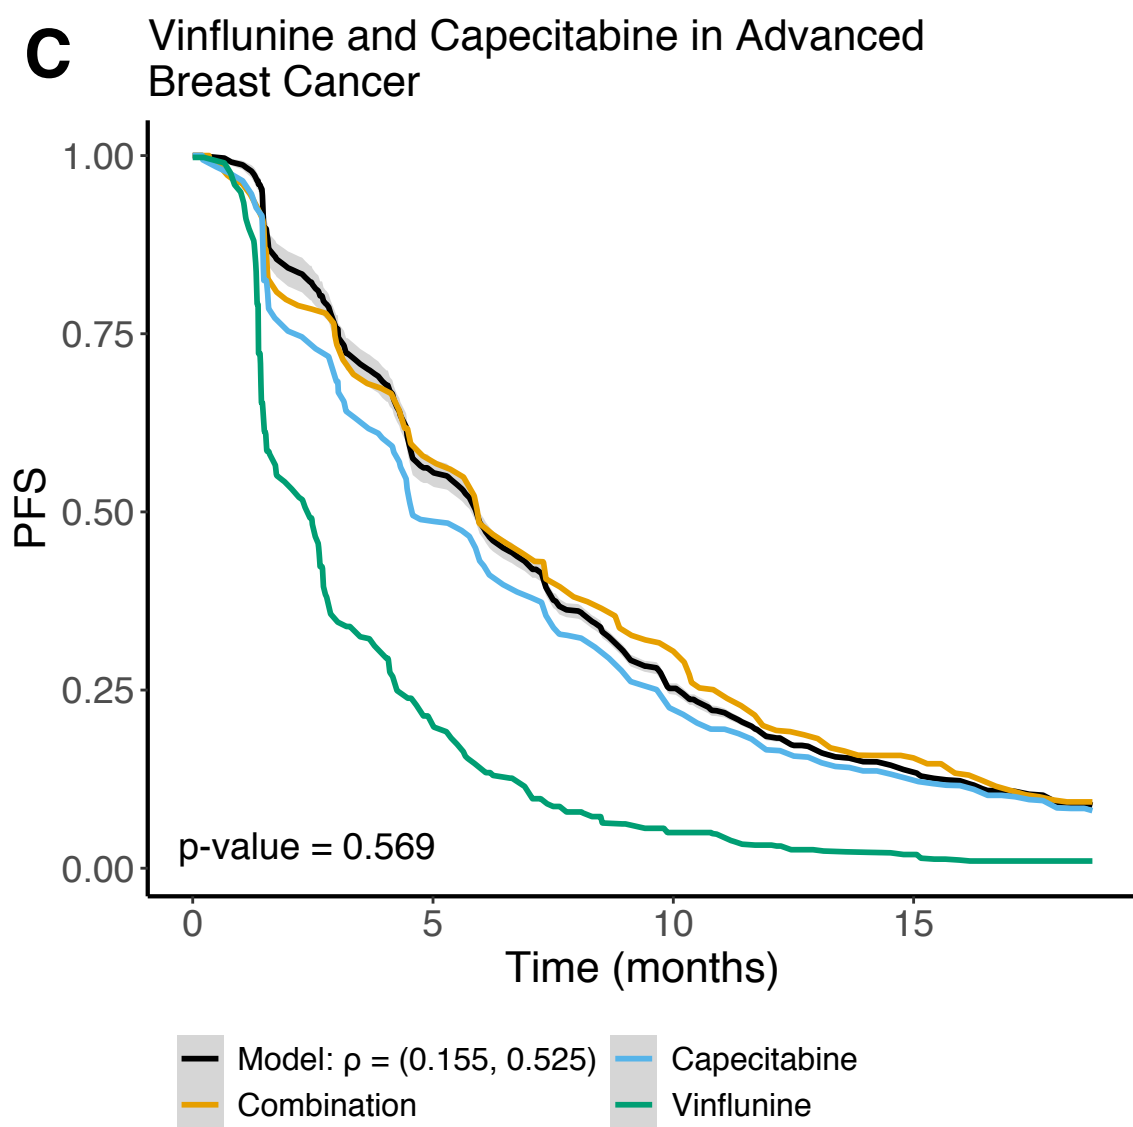 C
Vinflunine and Capecitabine in Advanced
Breast Cancer
PFS
1.00
0.75
0.50
0.25
0.00
p-value = 0.569
0 5 10 15
Time (months)
Model: ρ = (0.155, 0.525)
Combination
Capecitabine
Vinflunine